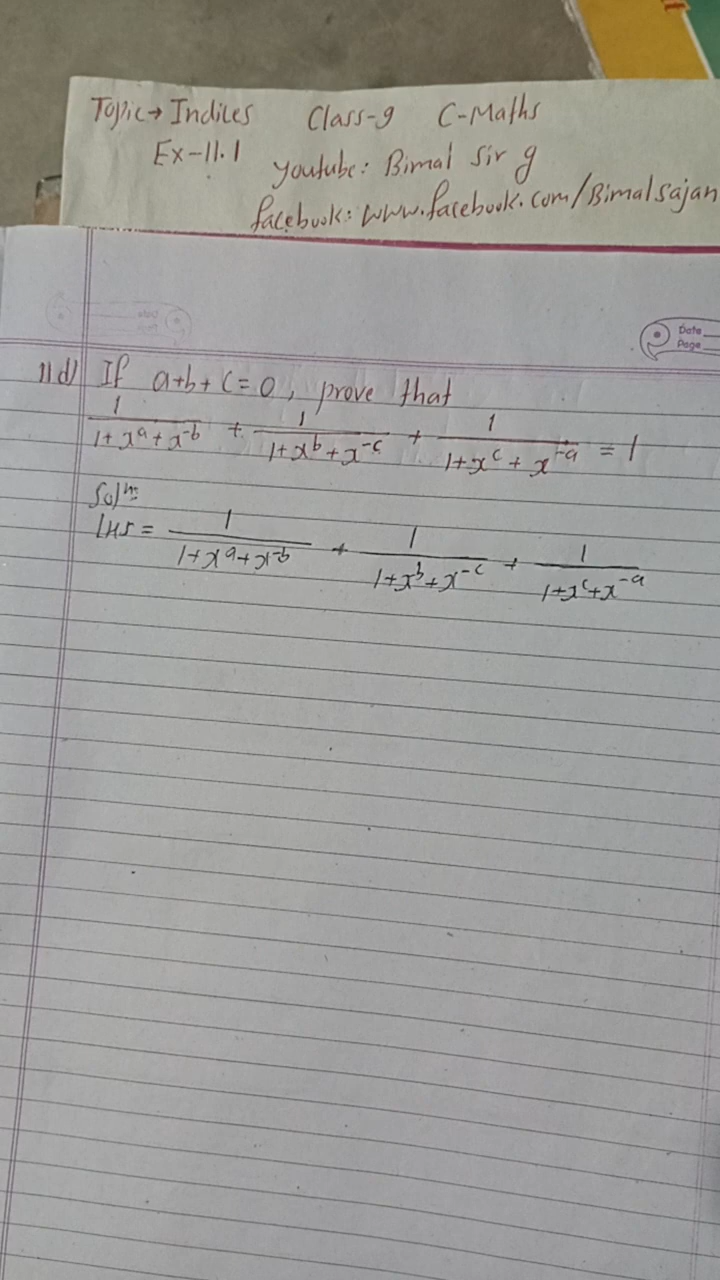 Topic→ Indices Class-9 C-Maths
Ex-11.1 youtube: Bimal Sir g
facebook: www.facebook.com/Bimalsajan
Date
Page
11d) If a+b+c=0, prove that
1/(1+x^a+x^-b) + 1/(1+x^b+x^-c) + 1/(1+x^c+x^-a) = 1
Solⁿ:
LHS = 1/(1+x^a+x^-b) + 1/(1+x^b+x^-c) + 1/(1+x^c+x^-a)